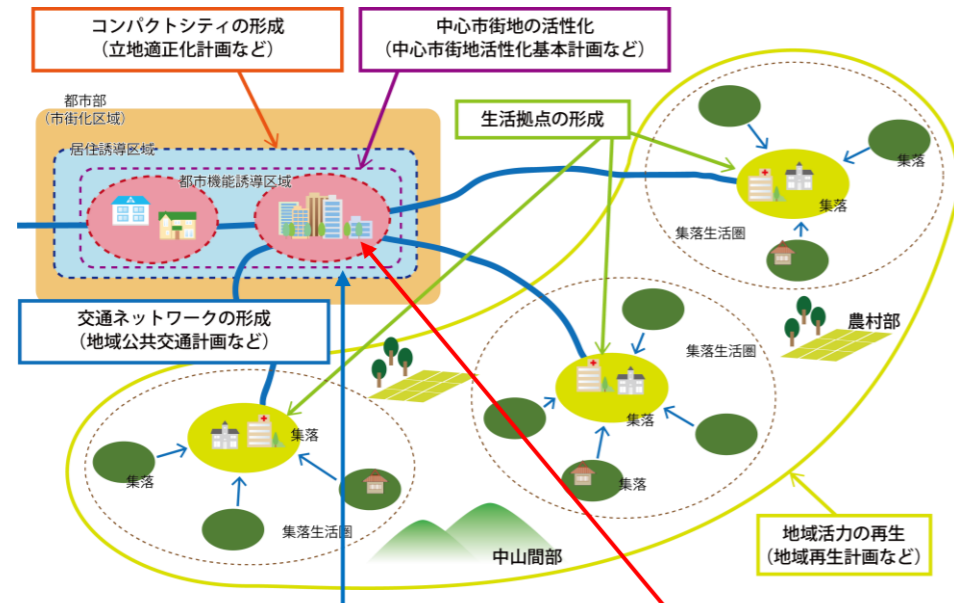 コンパクトシティの形成
（立地適正化計画など）
中心市街地の活性化
（中心市街地活性化基本計画など）
都市部
（市街化区域）
居住誘導区域
都市機能誘導区域
生活拠点の形成
集落
集落
集落生活圏
交通ネットワークの形成
（地域公共交通計画など）
農村部
集落生活圏
集落
集落
集落
集落
集落生活圏
中山間部
地域活力の再生
（地域再生計画など）